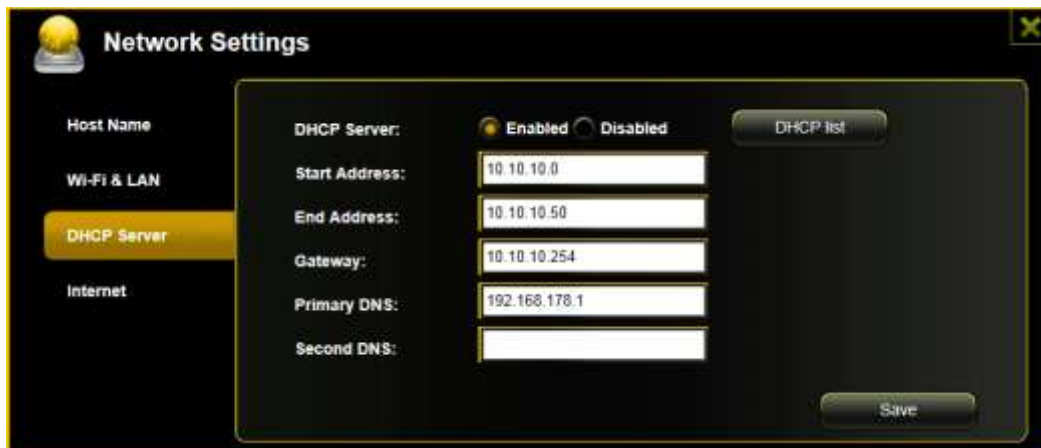 Network Settings
Host Name
Wi-Fi & LAN
DHCP Server
Internet
DHCP Server: Enabled Disabled DHCP list
Start Address: 10.10.10.0
End Address: 10.10.10.50
Gateway: 10.10.10.254
Primary DNS: 192.168.178.1
Second DNS:
Save